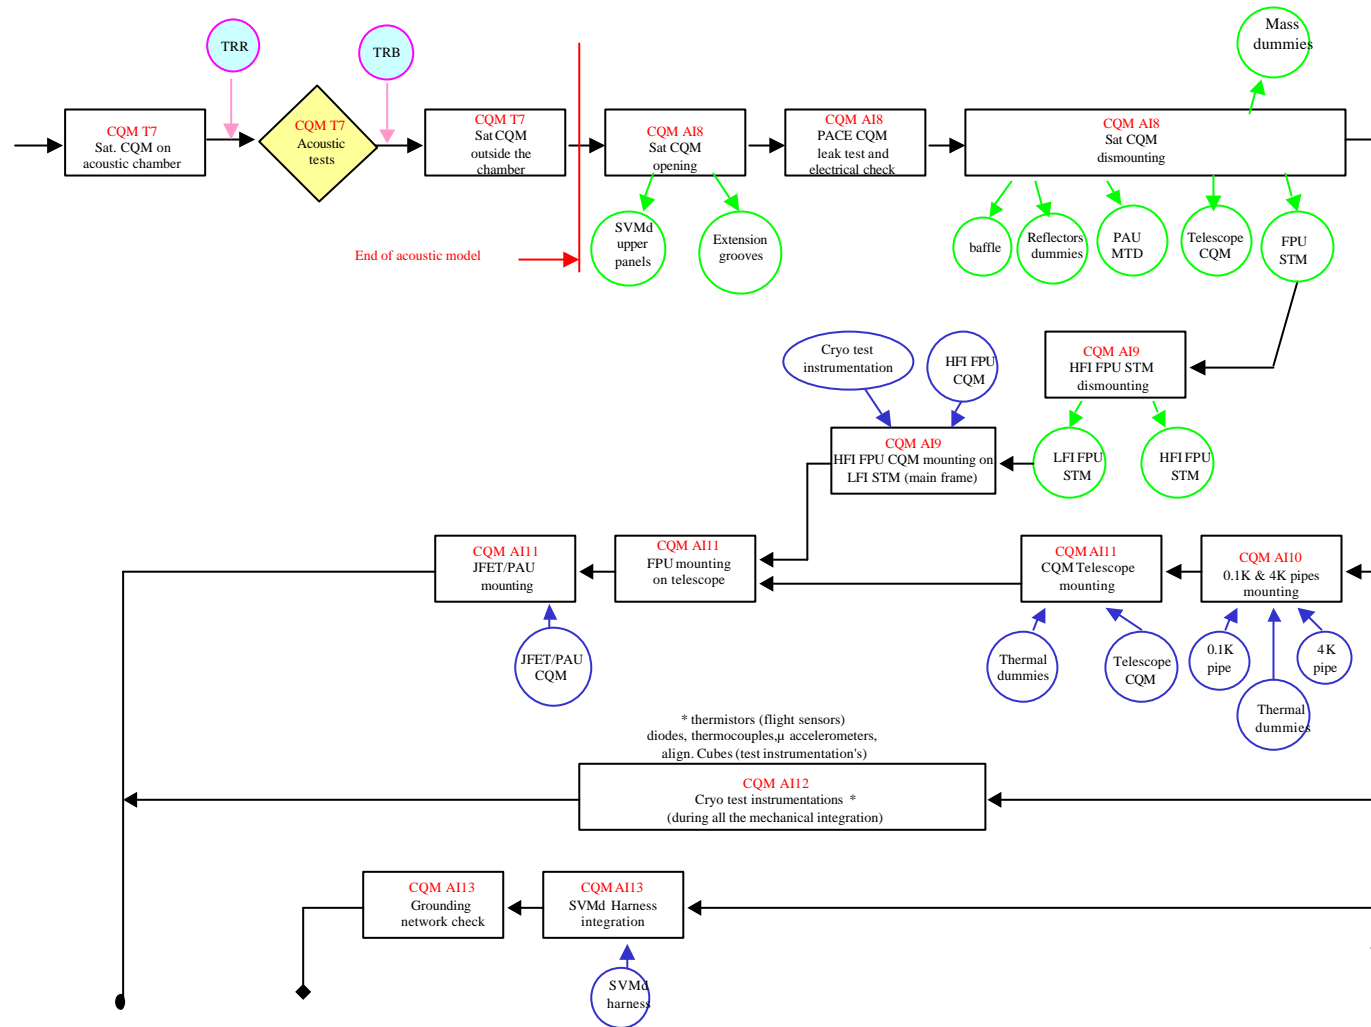 Mass
dummies
TRR
TRB
CQM T7
Sat. CQM on
acoustic chamber
CQM T7
Acoustic
tests
CQM T7
Sat CQM
outside the
chamber
CQM AI8
Sat CQM
opening
CQM AI8
PACE CQM
leak test and
electrical check
CQM AI8
Sat CQM
dismounting
End of acoustic model
SVMd
upper
panels
Extension
grooves
baffle
Reflectors
dummies
PAU
MTD
Telescope
CQM
FPU
STM
Cryo test
instrumentation
HFI FPU
CQM
CQM AI9
HFI FPU STM
dismounting
CQM AI9
HFI FPU CQM mounting on
LFI STM (main frame)
LFI FPU
STM
HFI FPU
STM
CQM AI11
JFET/PAU
mounting
CQM AI11
FPU mounting
on telescope
CQM AI11
CQM Telescope
mounting
CQM AI10
0.1K & 4K pipes
mounting
JFET/PAU
CQM
Thermal
dummies
Telescope
CQM
0.1K
pipe
4K
pipe
Thermal
dummies
* thermistors (flight sensors)
diodes, thermocouples,µ accelerometers,
align. Cubes (test instrumentation's)
CQM AI12
Cryo test instrumentations *
(during all the mechanical integration)
CQM AI13
Grounding
network check
CQM AI13
SVMd Harness
integration
SVMd
harness